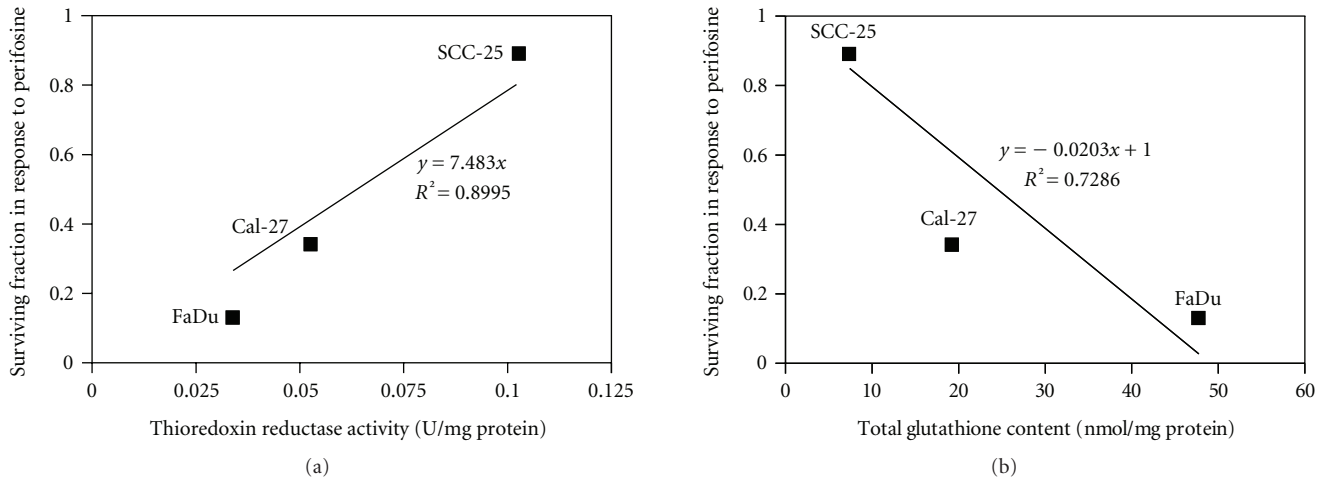 Surviving fraction in response to perifosine
1
0.8
0.6
0.4
0.2
0
SCC-25
y = 7.483x
R² = 0.8995
Cal-27
FaDu
0 0.025 0.05 0.075 0.1 0.125
Thioredoxin reductase activity (U/mg protein)
(a)
Surviving fraction in response to perifosine
1
0.8
0.6
0.4
0.2
0
SCC-25
y = − 0.0203x + 1
R² = 0.7286
Cal-27
FaDu
0 10 20 30 40 50 60
Total glutathione content (nmol/mg protein)
(b)